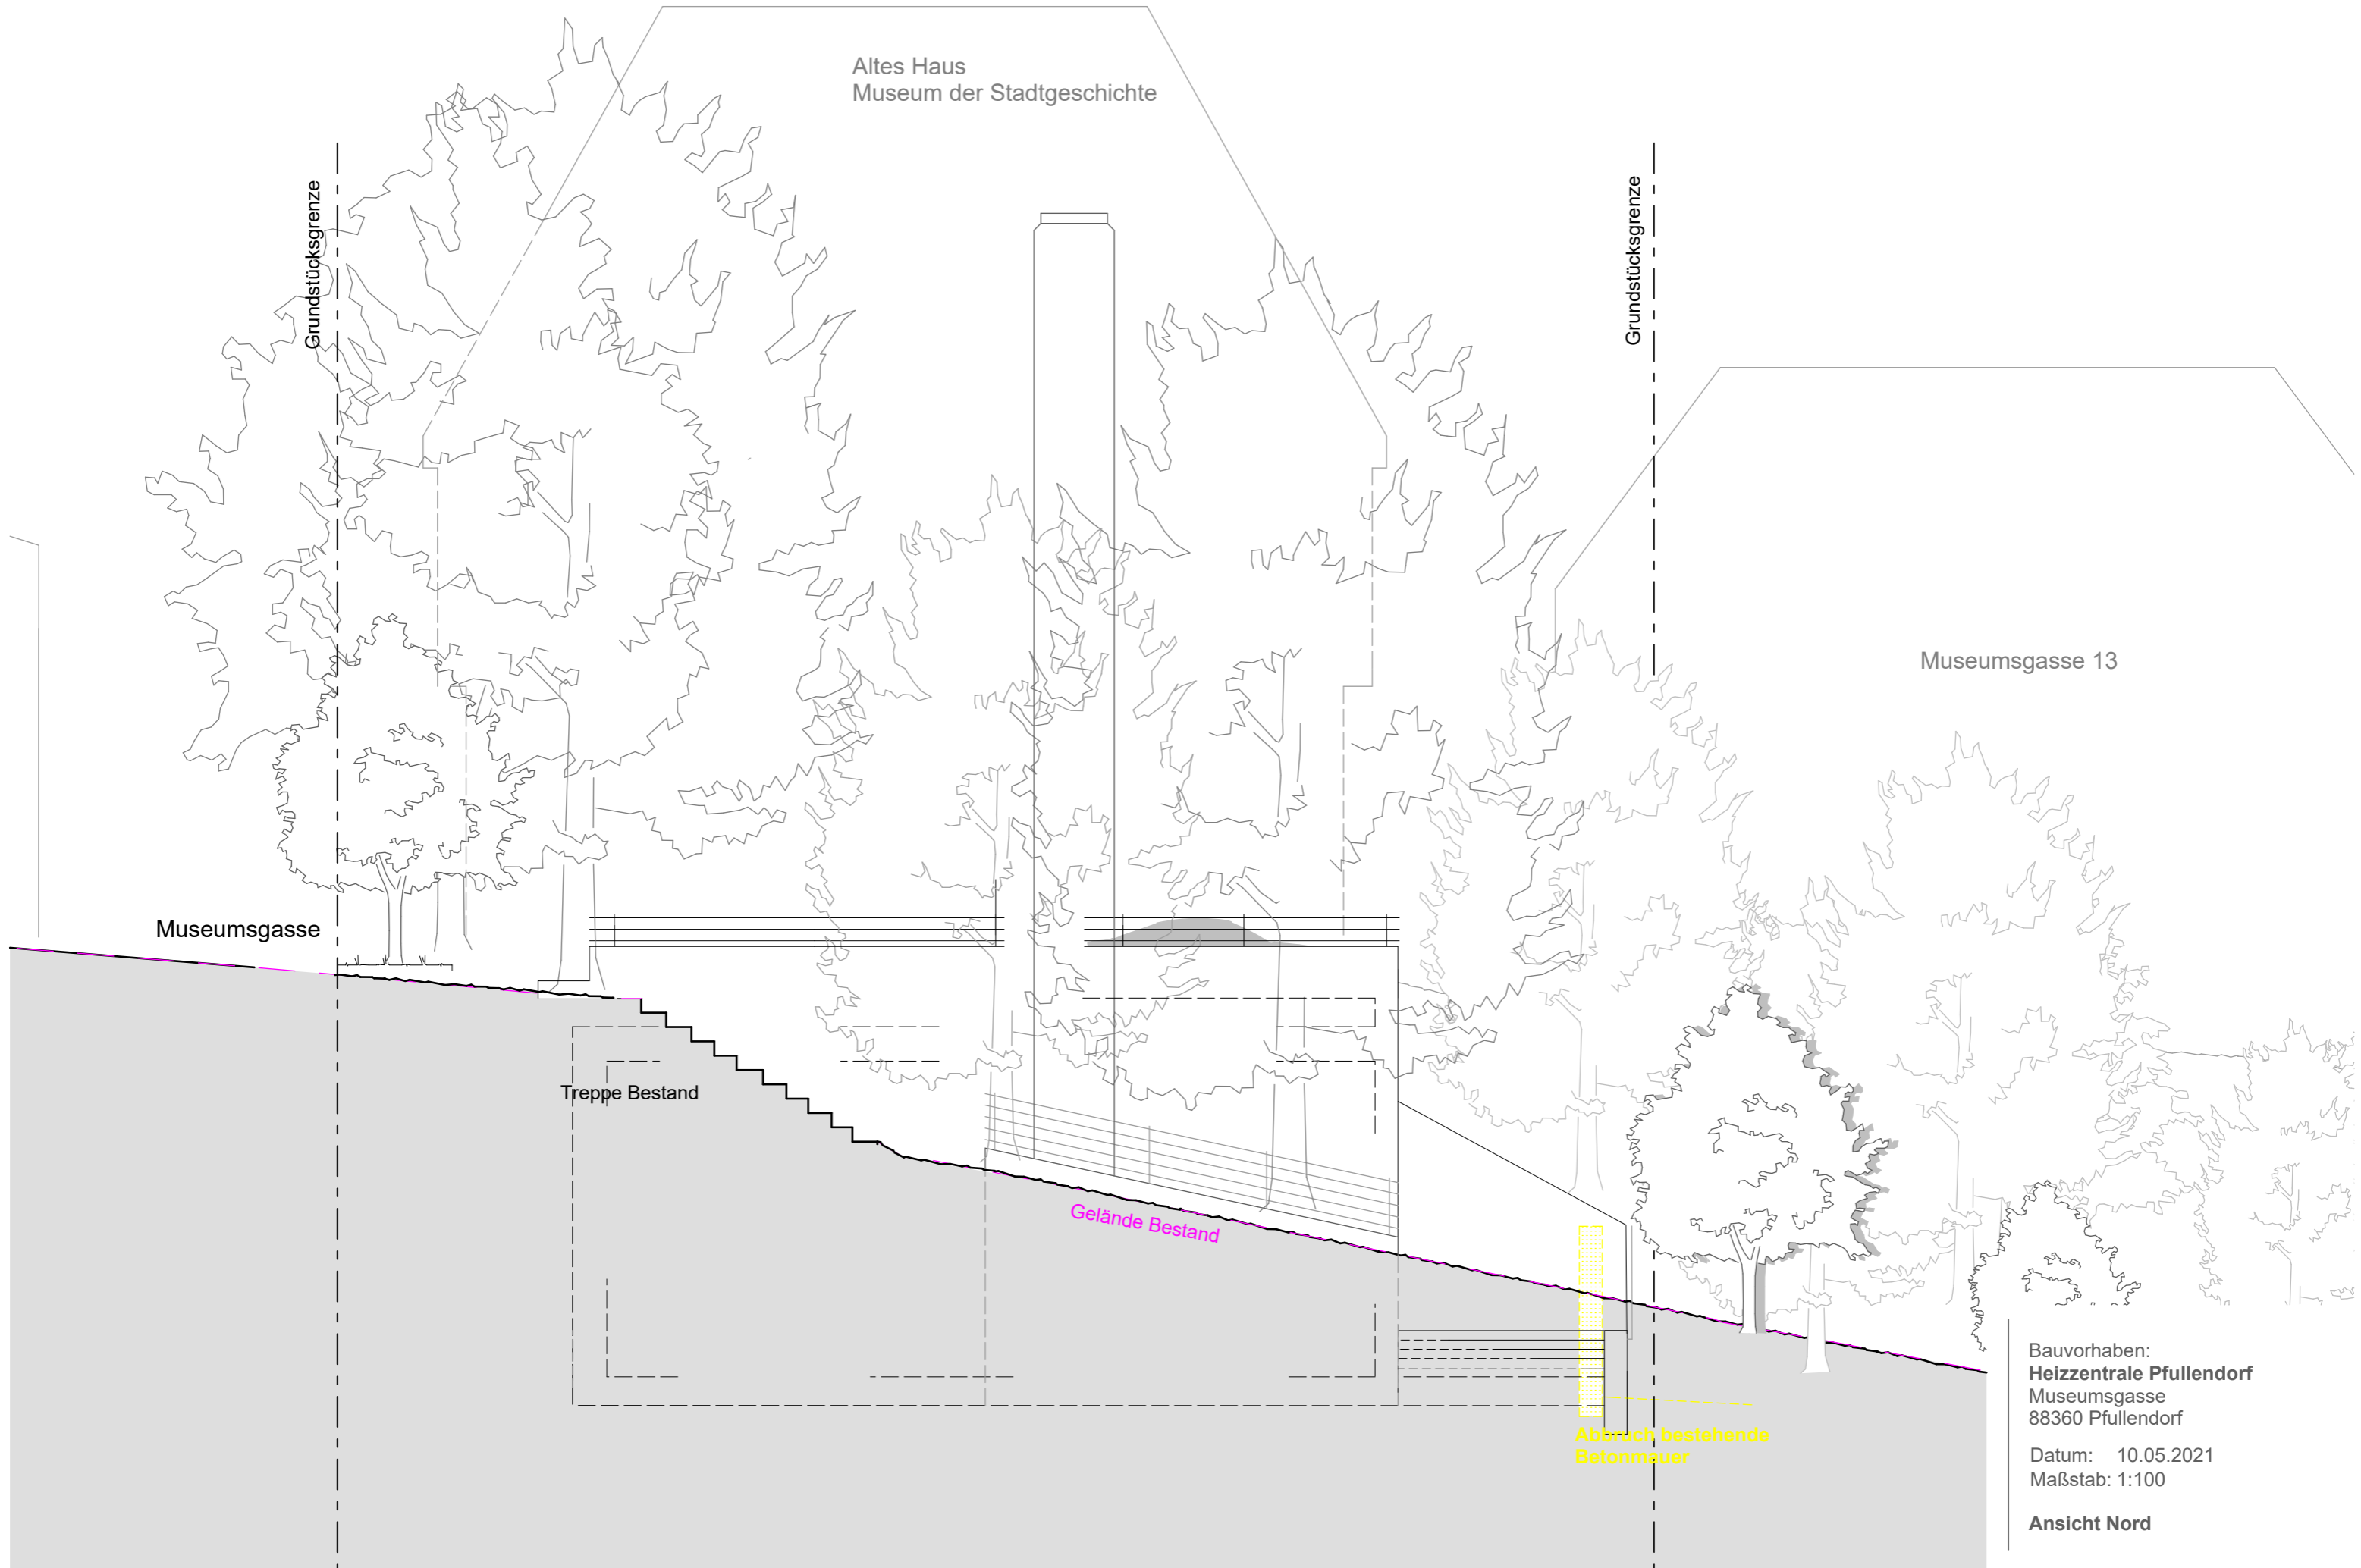 Altes Haus
Museum der Stadtgeschichte
Grundstücksgrenze
Grundstücksgrenze
Museumsgasse 13
Museumsgasse
Treppe Bestand
Gelände Bestand
Abbruch bestehende
Betonmauer
Bauvorhaben:
Heizzentrale Pfullendorf
Museumsgasse
88360 Pfullendorf
Datum: 10.05.2021
Maßstab: 1:100
Ansicht Nord